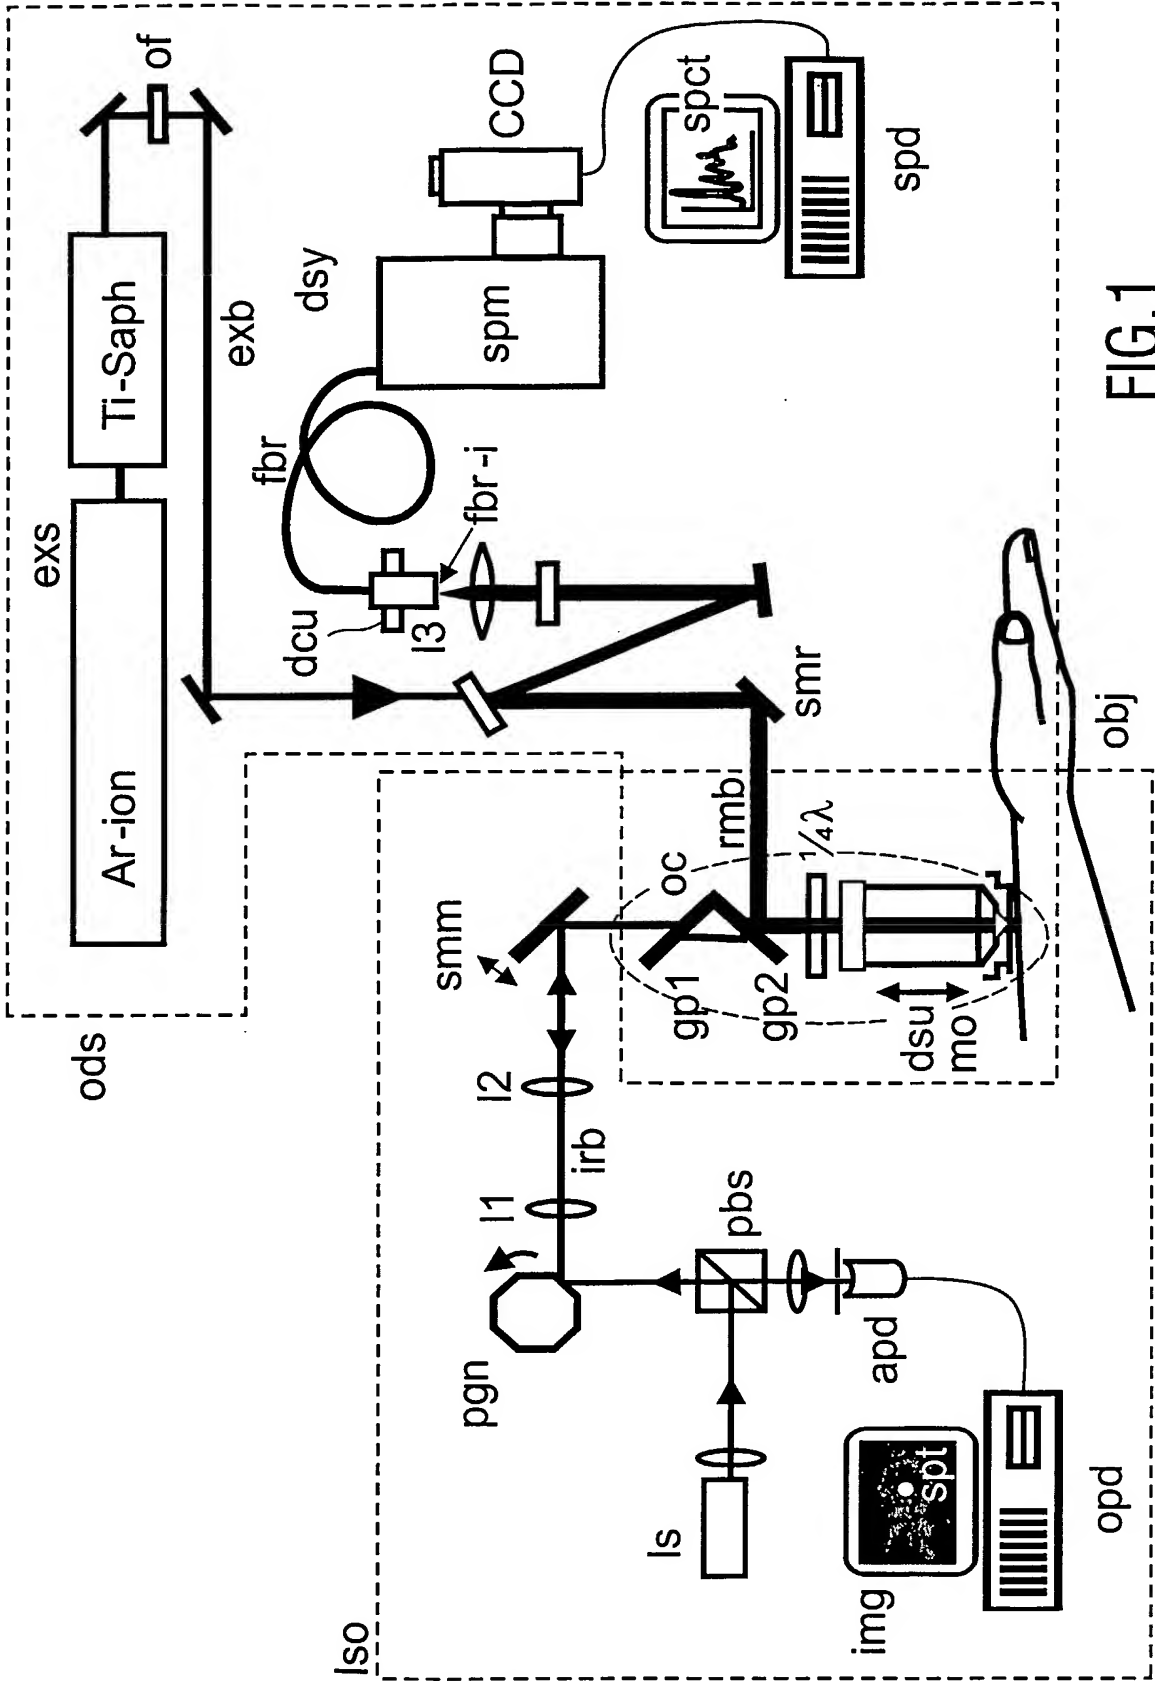 ods
exs
Ar-ion
Ti-Saph
of
exb
fbr
dsy
dcu
l3
fbr-i
spm
CCD
spct
spd
smr
lso
pgn
l1
l2
irb
smm
oc
rmb
gp1
gp2
¼λ
dsu
mo
obj
ls
pbs
apd
img
spt
opd
FIG.1